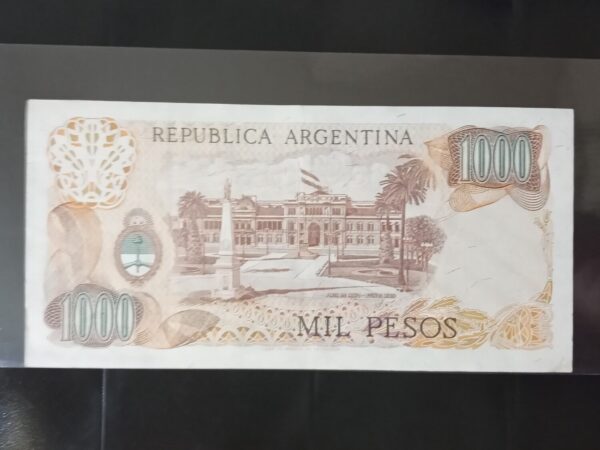 REPUBLICA ARGENTINA
1000
1000
MIL PESOS